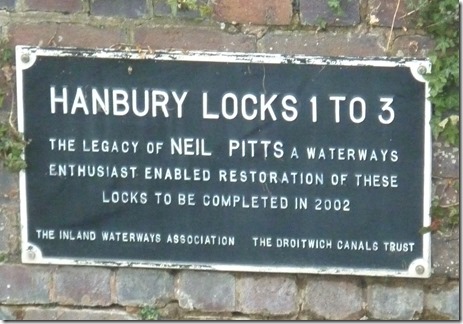 HANBURY LOCKS 1 TO 3
THE LEGACY OF NEIL PITTS A WATERWAYS
ENTHUSIAST ENABLED RESTORATION OF THESE
LOCKS TO BE COMPLETED IN 2002
THE INLAND WATERWAYS ASSOCIATION THE DROITWICH CANALS TRUST